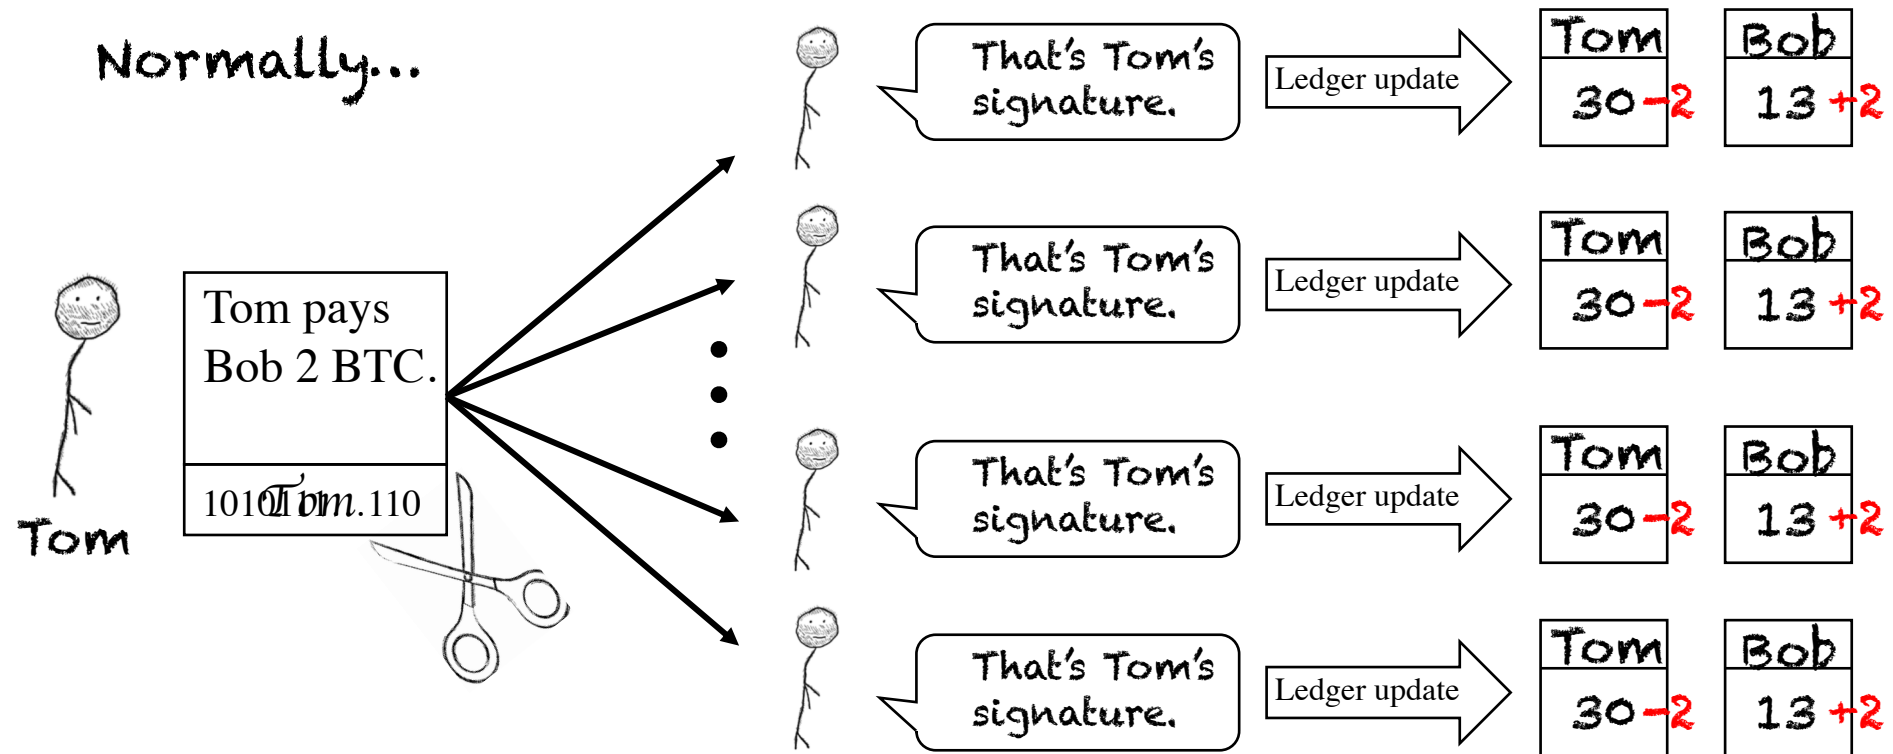 Normally...
Tom pays
Bob 2 BTC.
Tom.
Tom
That's Tom's
signature.
Ledger update
Tom
30 -2
Bob
13 +2
That's Tom's
signature.
Ledger update
Tom
30 -2
Bob
13 +2
That's Tom's
signature.
Ledger update
Tom
30 -2
Bob
13 +2
That's Tom's
signature.
Ledger update
Tom
30 -2
Bob
13 +2